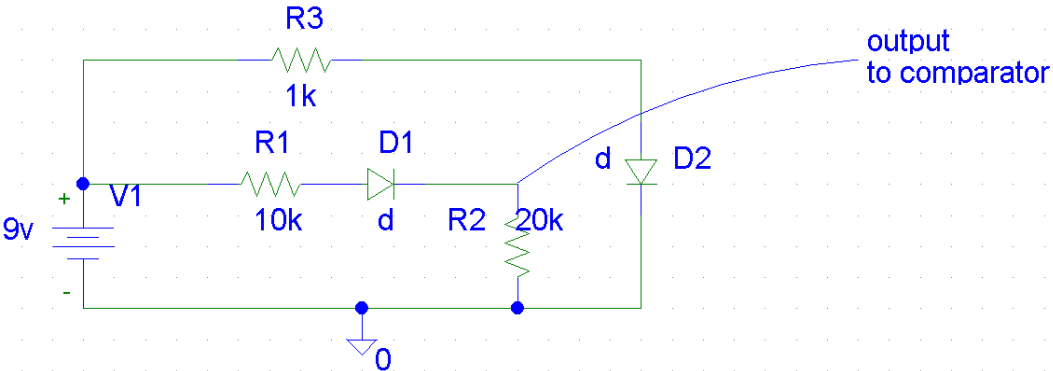 R3
1k
output
to comparator
R1
10k
D1
d
d
D2
+
V1
9v
-
R2
20k
0